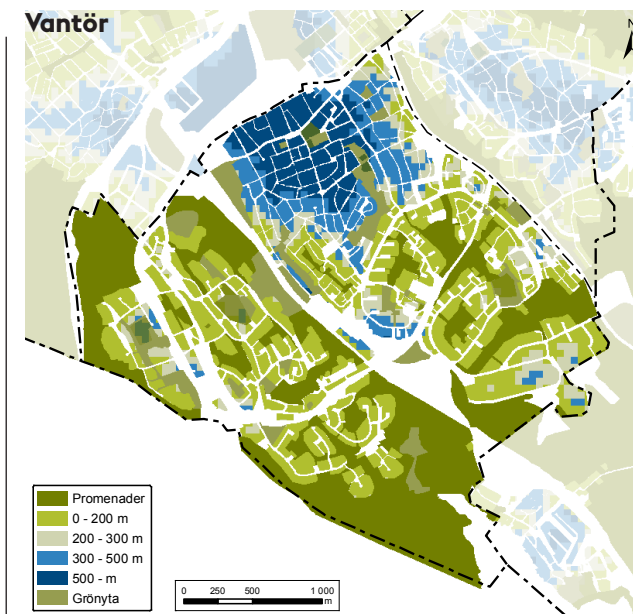 Vantör
N
Promenader
0 - 200 m
200 - 300 m
300 - 500 m
500 - m
Grönyta
0 250 500 1 000
m